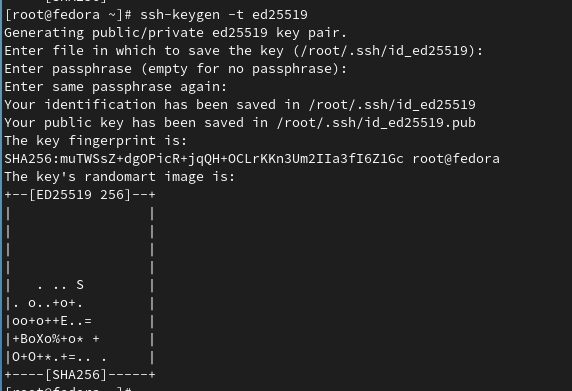 [root@fedora ~]# ssh-keygen -t ed25519
Generating public/private ed25519 key pair.
Enter file in which to save the key (/root/.ssh/id_ed25519):
Enter passphrase (empty for no passphrase):
Enter same passphrase again:
Your identification has been saved in /root/.ssh/id_ed25519
Your public key has been saved in /root/.ssh/id_ed25519.pub
The key fingerprint is:
SHA256:muTWSsZ+dgOPicR+jqQH+OCLrKKn3Um2IIa3fI6Z1Gc root@fedora
The key's randomart image is:
+--[ED25519 256]--+
|                 |
|                 |
|                 |
|                 |
|   . .. S        |
|. o..+o+.        |
|oo+o++E..=       |
|+BoXo%+o* +      |
|O+O+*.+=.. .     |
+----[SHA256]-----+